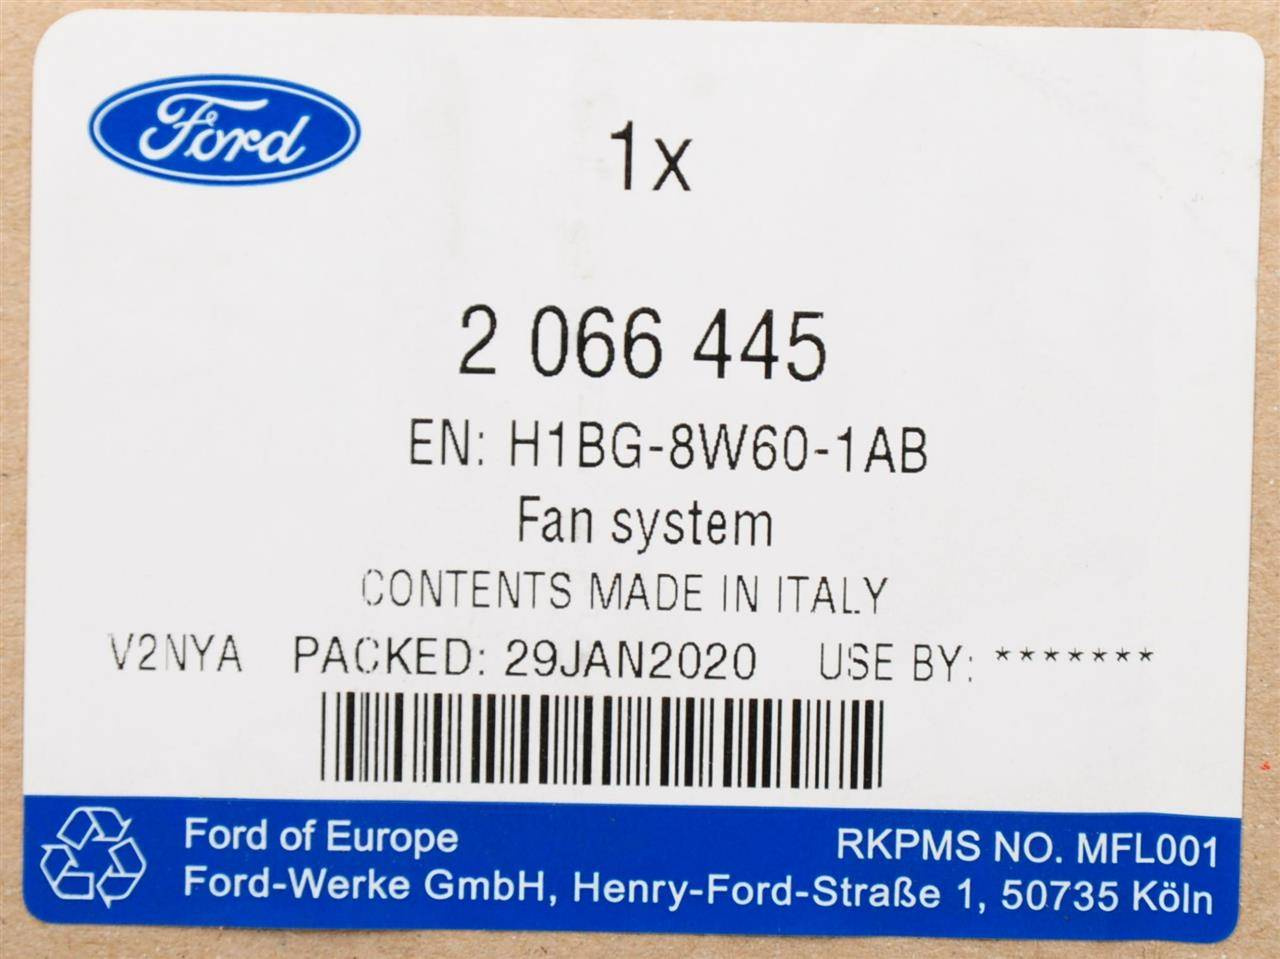 Ford
1x
2 066 445
EN: H1BG-8W60-1AB
Fan system
CONTENTS MADE IN ITALY
V2NYA PACKED: 29JAN2020 USE BY: *******
Ford of Europe RKPMS NO. MFL001
Ford-Werke GmbH, Henry-Ford-Straße 1, 50735 Köln